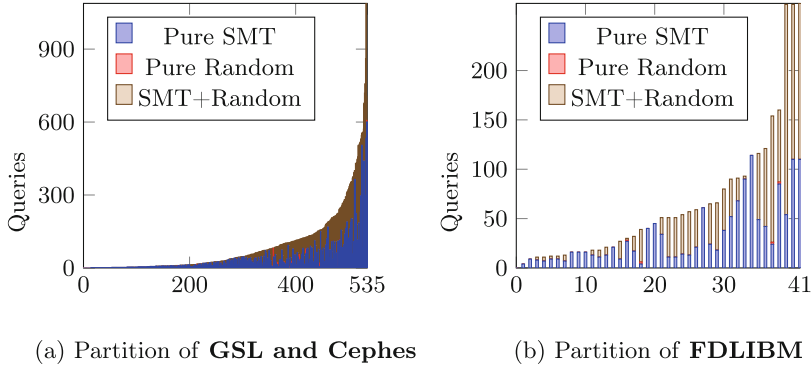 900
600
300
0
Queries
Pure SMT
Pure Random
SMT+Random
0
200
400
535
(a) Partition of GSL and Cephes
200
150
100
50
0
Queries
Pure SMT
Pure Random
SMT+Random
0
10
20
30
41
(b) Partition of FDLIBM